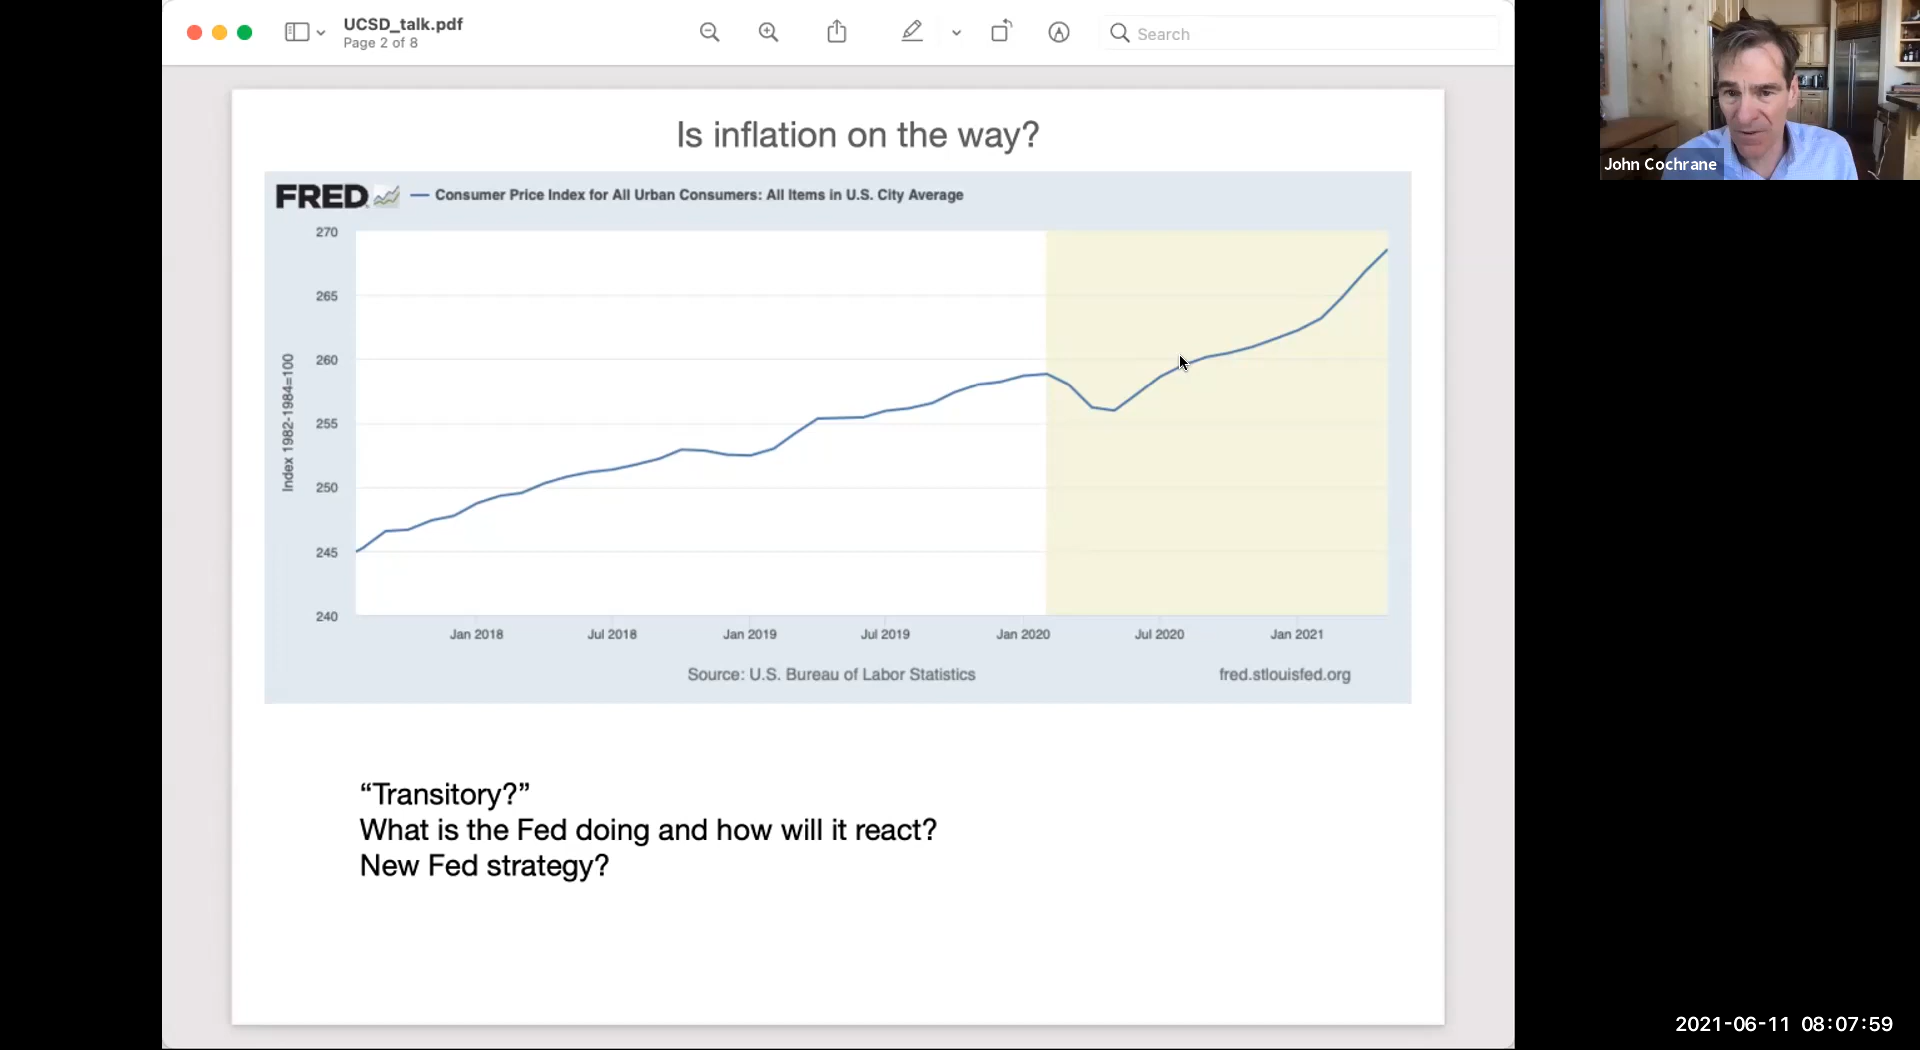 UCSD_talk.pdf
Page 2 of 8
Search
John Cochrane
Is inflation on the way?
FRED
Consumer Price Index for All Urban Consumers: All Items in U.S. City Average
270
265
260
255
250
245
240
Index 1982-1984=100
Jan 2018 Jul 2018 Jan 2019 Jul 2019 Jan 2020 Jul 2020 Jan 2021
Source: U.S. Bureau of Labor Statistics fred.stlouisfed.org
“Transitory?”
What is the Fed doing and how will it react?
New Fed strategy?
2021-06-11 08:07:59